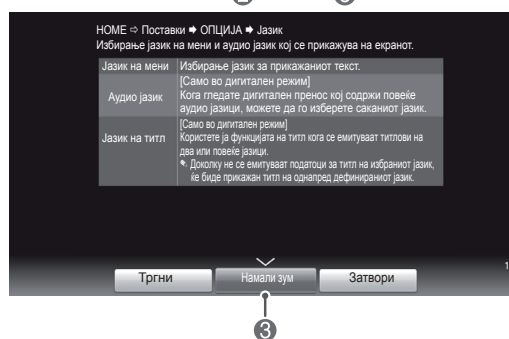 HOME ⇨ Поставки ➡ ОПЦИЈА ➡ Јазик
Избирање јазик на мени и аудио јазик кој се прикажува на екранот.
Јазик на мени Избирање јазик за прикажаниот текст.
Аудио јазик
[Само во дигитален режим]
Кога гледате дигитален пренос кој содржи повеќе
аудио јазици, можете да го изберете саканиот јазик.
Јазик на титл
[Само во дигитален режим]
Користете ја функцијата на титл кога се емитуваат титлови на
два или повеќе јазици.
Доколку не се емитуваат податоци за титл на избраниот јазик,
ќе биде прикажан титл на однапред дефинираниот јазик.
1
Тргни Намали зум Затвори
3